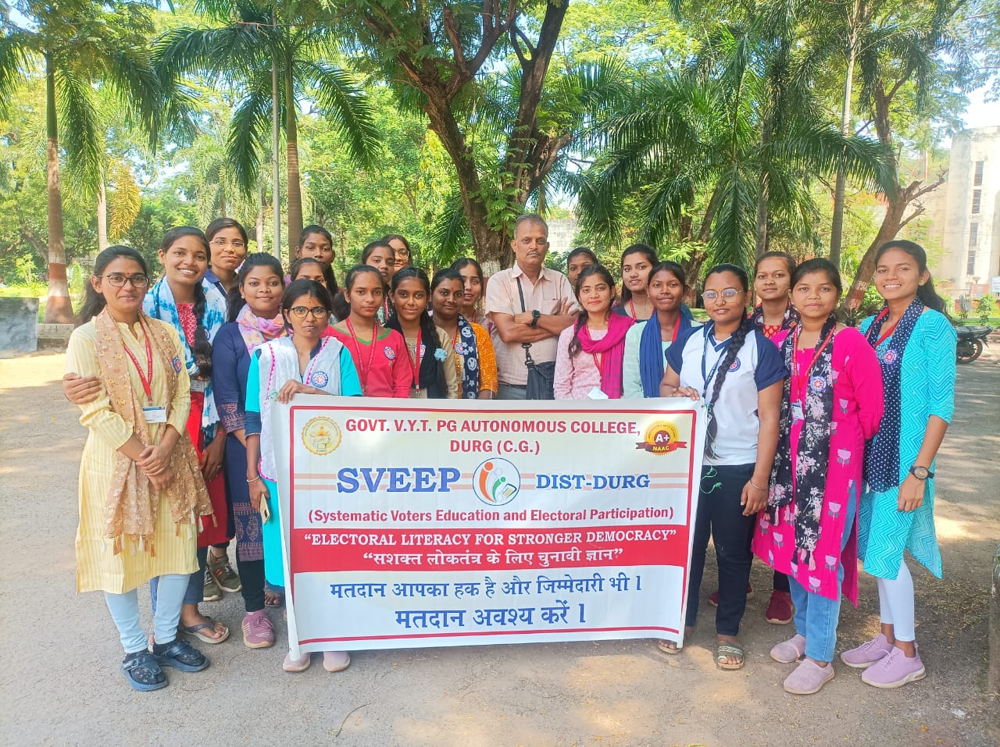 GOVT. V.Y.T. PG AUTONOMOUS COLLEGE,
DURG (C.G.)
A+
NAAC
SVEEP DIST-DURG
(Systematic Voters Education and Electoral Participation)
“ELECTORAL LITERACY FOR STRONGER DEMOCRACY”
“सशक्त लोकतंत्र के लिए चुनावी ज्ञान”
मतदान आपका हक है और जिम्मेदारी भी l
मतदान अवश्य करें l